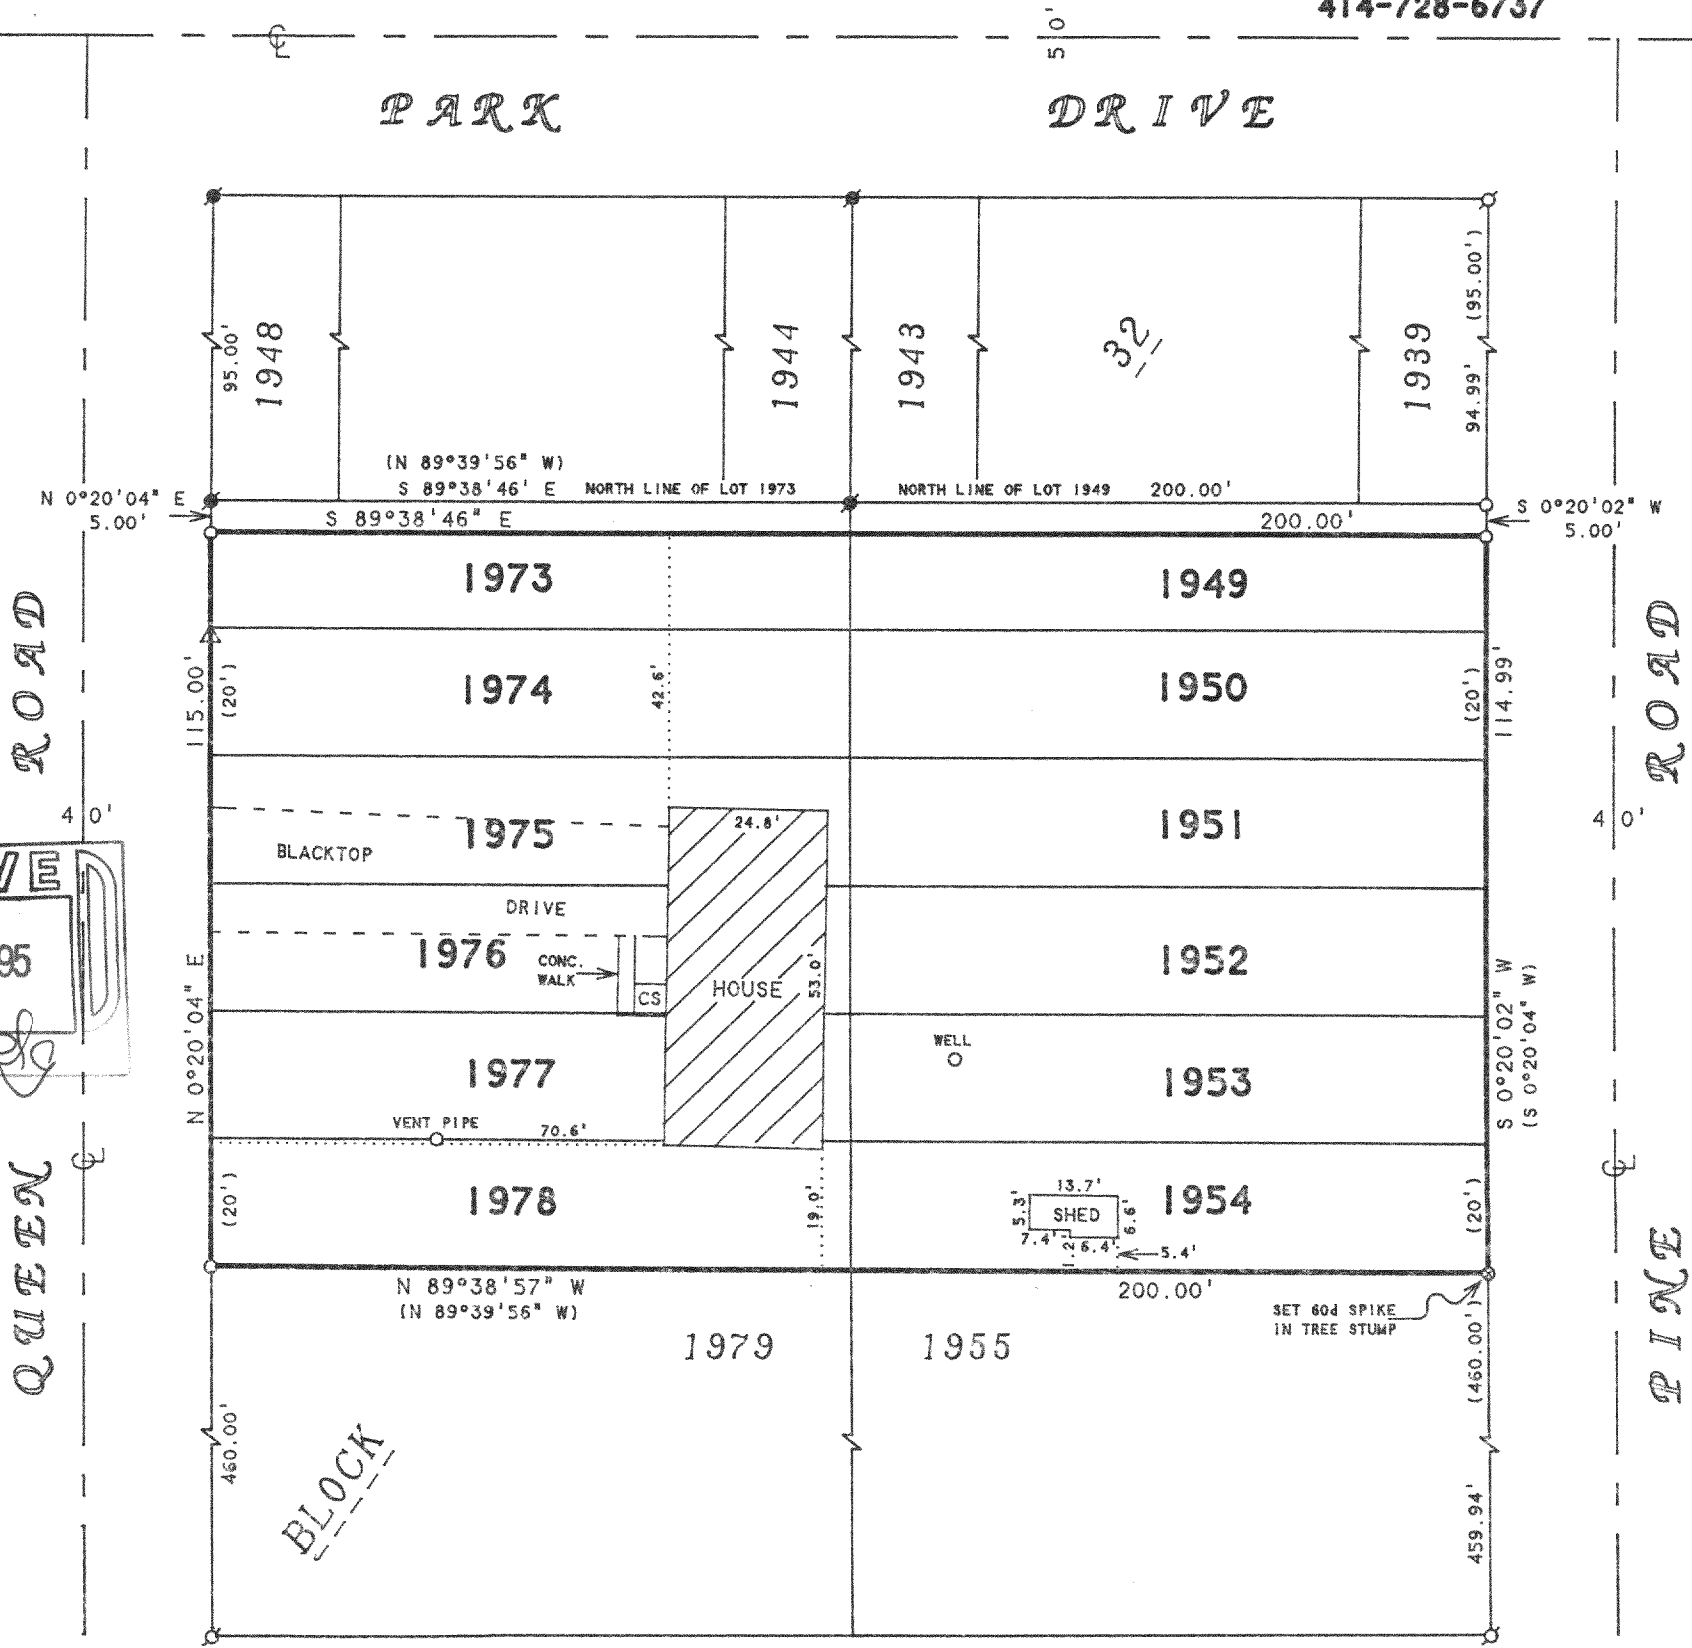 414-728-6737
50'
PARK DRIVE
95.00'
1948
1944
1943
32
1939
(95.00')
94.99'
(N 89°39'56" W)
S 89°38'46' E NORTH LINE OF LOT 1973 NORTH LINE OF LOT 1949 200.00'
N 0°20'04" E
5.00'
S 0°20'02" W
5.00'
S 89°38'46" E 200.00'
1973 1949
115.00'
(20')
1974
42.6'
1950
(20')
114.99'
QUEEN ROAD
40'
PINE ROAD
40'
1975
24.8'
1951
BLACKTOP
DRIVE
VE
95
1976
CONC.
WALK
CS
HOUSE
53.0'
1952
N 0°20'04" E
S 0°20'02" W
(S 0°20'04" W)
WELL
1977 1953
VENT PIPE 70.6'
(20')
1978
19.0'
13.7'
5.3'
SHED
6.6'
7.4'
1.2'
6.4'
5.4'
1954
(20')
N 89°38'57" W
(N 89°39'56" W)
200.00'
SET 60d SPIKE
IN TREE STUMP
1979 1955
(460.00')
460.00'
459.94'
BLOCK